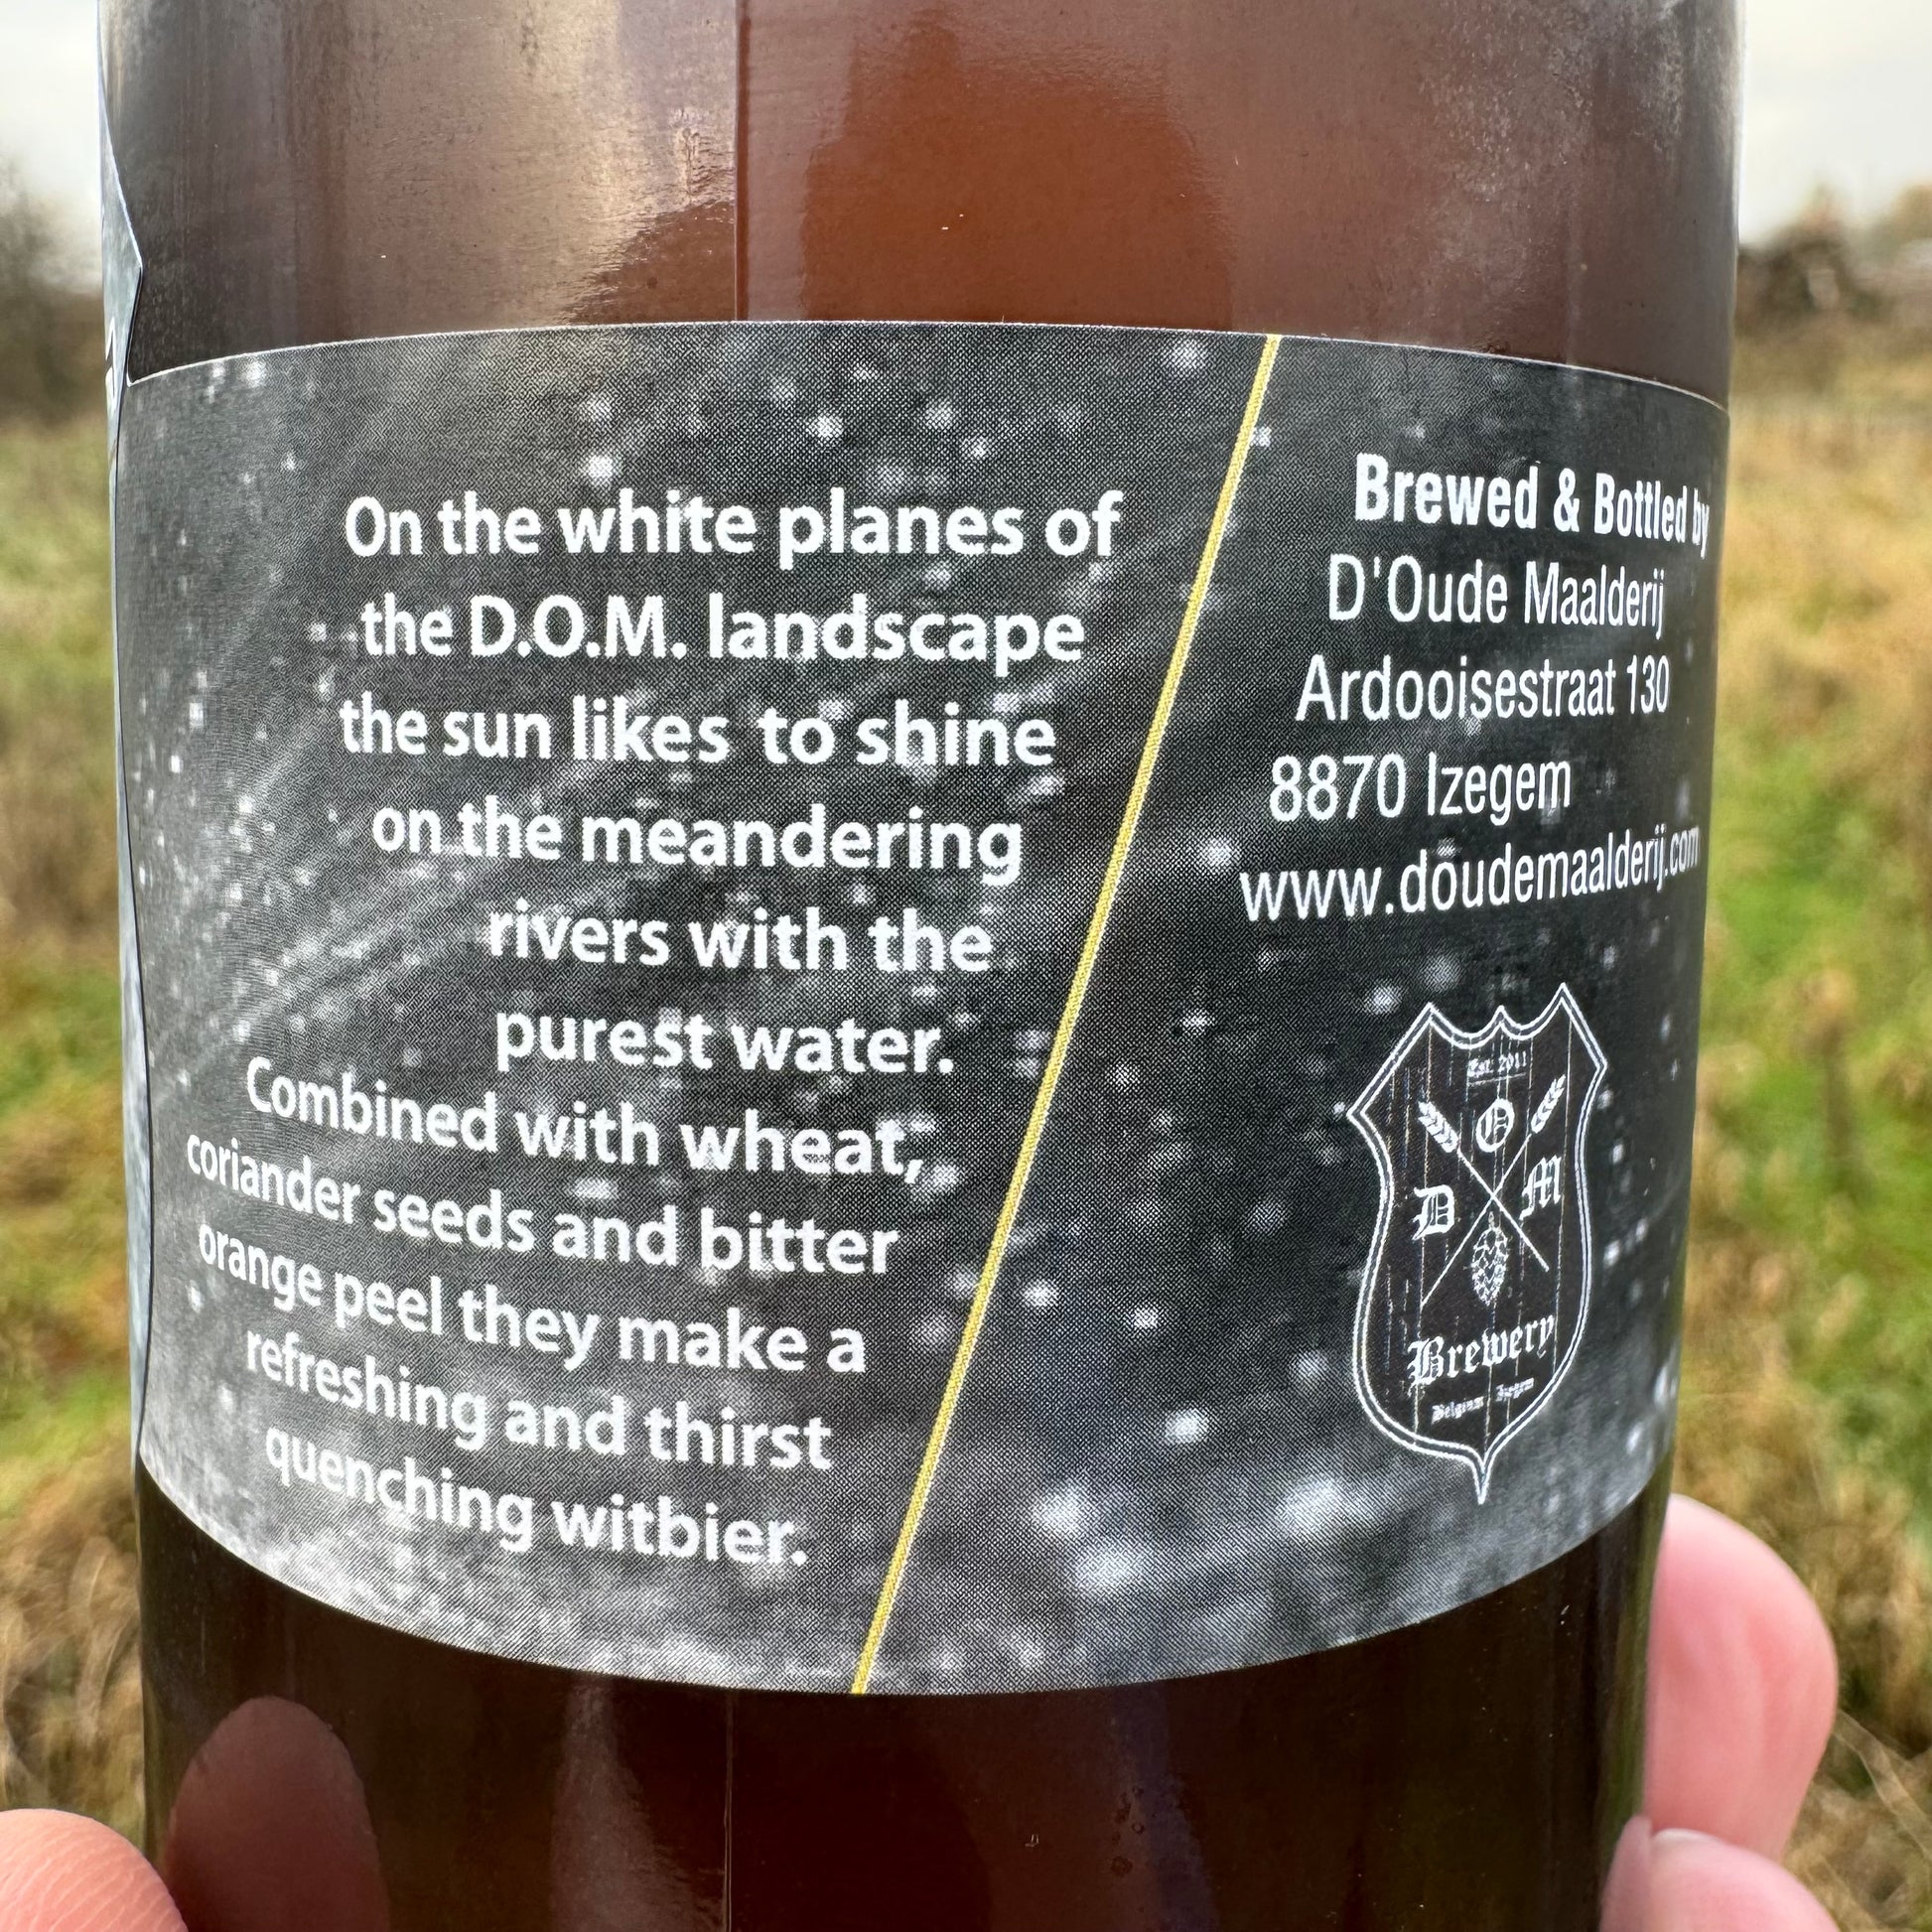 On the white planes of
the D.O.M. landscape
the sun likes to shine
on the meandering
rivers with the
purest water.
Combined with wheat,
coriander seeds and bitter
orange peel they make a
refreshing and thirst
quenching witbier.
Brewed & Bottled by
D'Oude Maalderij
Ardooisestraat 130
8870 Izegem
www.doudemaalderij.com
Est. 2011
O
D M
Brewery
Belgium Izegem